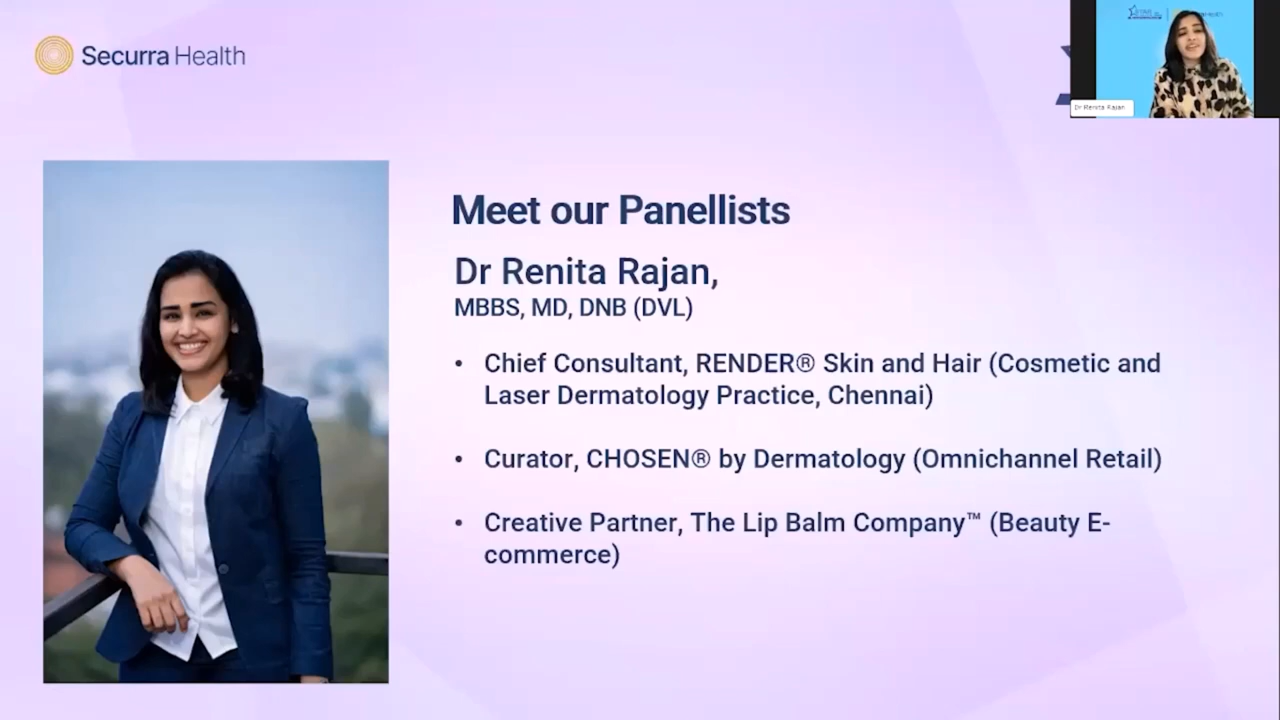 Securra Health
Dr Renita Rajan
Meet our Panellists
Dr Renita Rajan,
MBBS, MD, DNB (DVL)
• Chief Consultant, RENDER® Skin and Hair (Cosmetic and
Laser Dermatology Practice, Chennai)
• Curator, CHOSEN® by Dermatology (Omnichannel Retail)
• Creative Partner, The Lip Balm Company™ (Beauty E-
commerce)